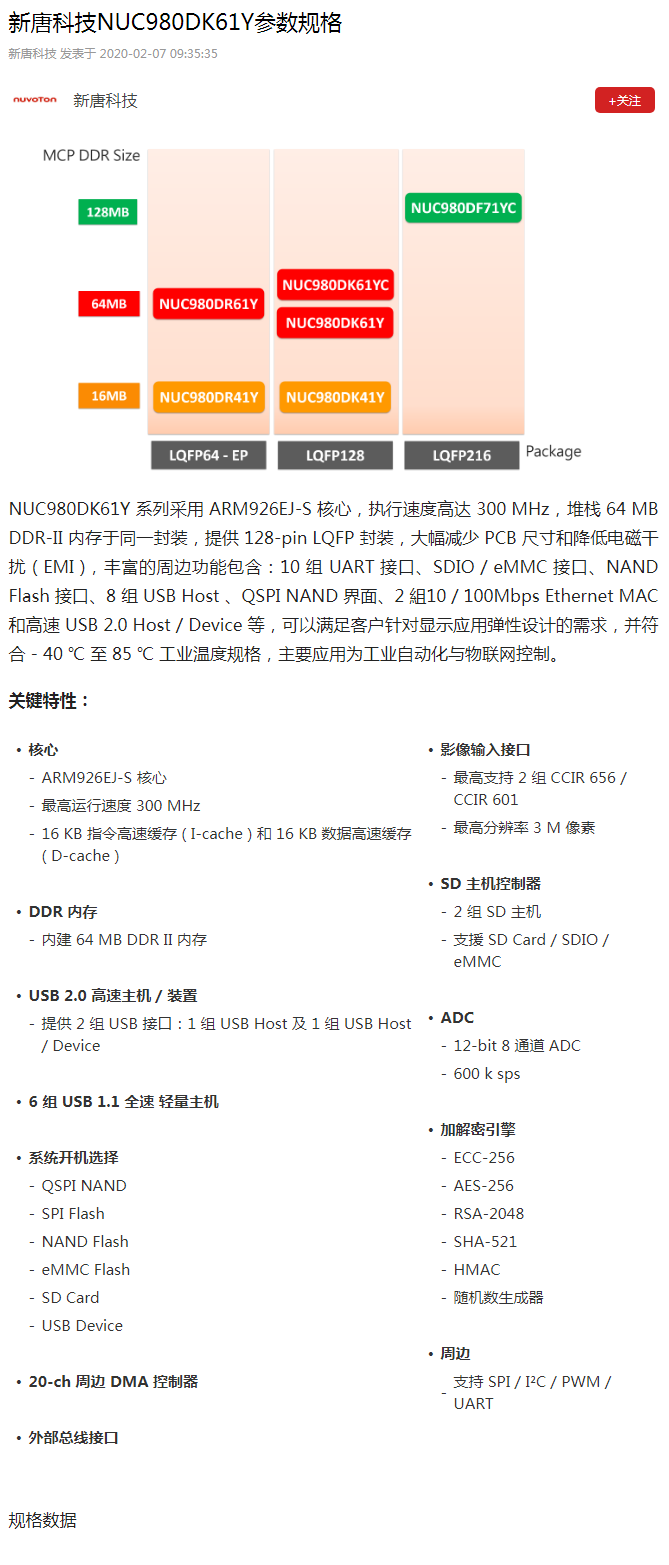 新唐科技NUC980DK61Y参数规格
新唐科技 发表于 2020-02-07 09:35:35
nuvoTon 新唐科技 +关注
MCP DDR Size
128MB NUC980DF71YC
NUC980DK61YC
64MB NUC980DR61Y
NUC980DK61Y
16MB NUC980DR41Y NUC980DK41Y
LQFP64 - EP LQFP128 LQFP216 Package
NUC980DK61Y 系列采用 ARM926EJ-S 核心，执行速度高达 300 MHz，堆栈 64 MB
DDR-II 内存于同一封装，提供 128-pin LQFP 封装，大幅减少 PCB 尺寸和降低电磁干
扰 ( EMI )，丰富的周边功能包含：10 组 UART 接口、SDIO / eMMC 接口、NAND
Flash 接口、8 组 USB Host 、QSPI NAND 界面、2 組10 / 100Mbps Ethernet MAC
和高速 USB 2.0 Host / Device 等，可以满足客户针对显示应用弹性设计的需求，并符
合 - 40 ℃ 至 85 ℃ 工业温度规格，主要应用为工业自动化与物联网控制。
关键特性：
• 核心
- ARM926EJ-S 核心
- 最高运行速度 300 MHz
- 16 KB 指令高速缓存 ( I-cache ) 和 16 KB 数据高速缓存
( D-cache )
• DDR 内存
- 内建 64 MB DDR II 内存
• USB 2.0 高速主机 / 装置
- 提供 2 组 USB 接口：1 组 USB Host 及 1 组 USB Host
/ Device
• 6 组 USB 1.1 全速 轻量主机
• 系统开机选择
- QSPI NAND
- SPI Flash
- NAND Flash
- eMMC Flash
- SD Card
- USB Device
• 20-ch 周边 DMA 控制器
• 外部总线接口
• 影像输入接口
- 最高支持 2 组 CCIR 656 /
CCIR 601
- 最高分辨率 3 M 像素
• SD 主机控制器
- 2 组 SD 主机
- 支援 SD Card / SDIO /
eMMC
• ADC
- 12-bit 8 通道 ADC
- 600 k sps
• 加解密引擎
- ECC-256
- AES-256
- RSA-2048
- SHA-521
- HMAC
- 随机数生成器
• 周边
- 支持 SPI / I²C / PWM /
UART
规格数据